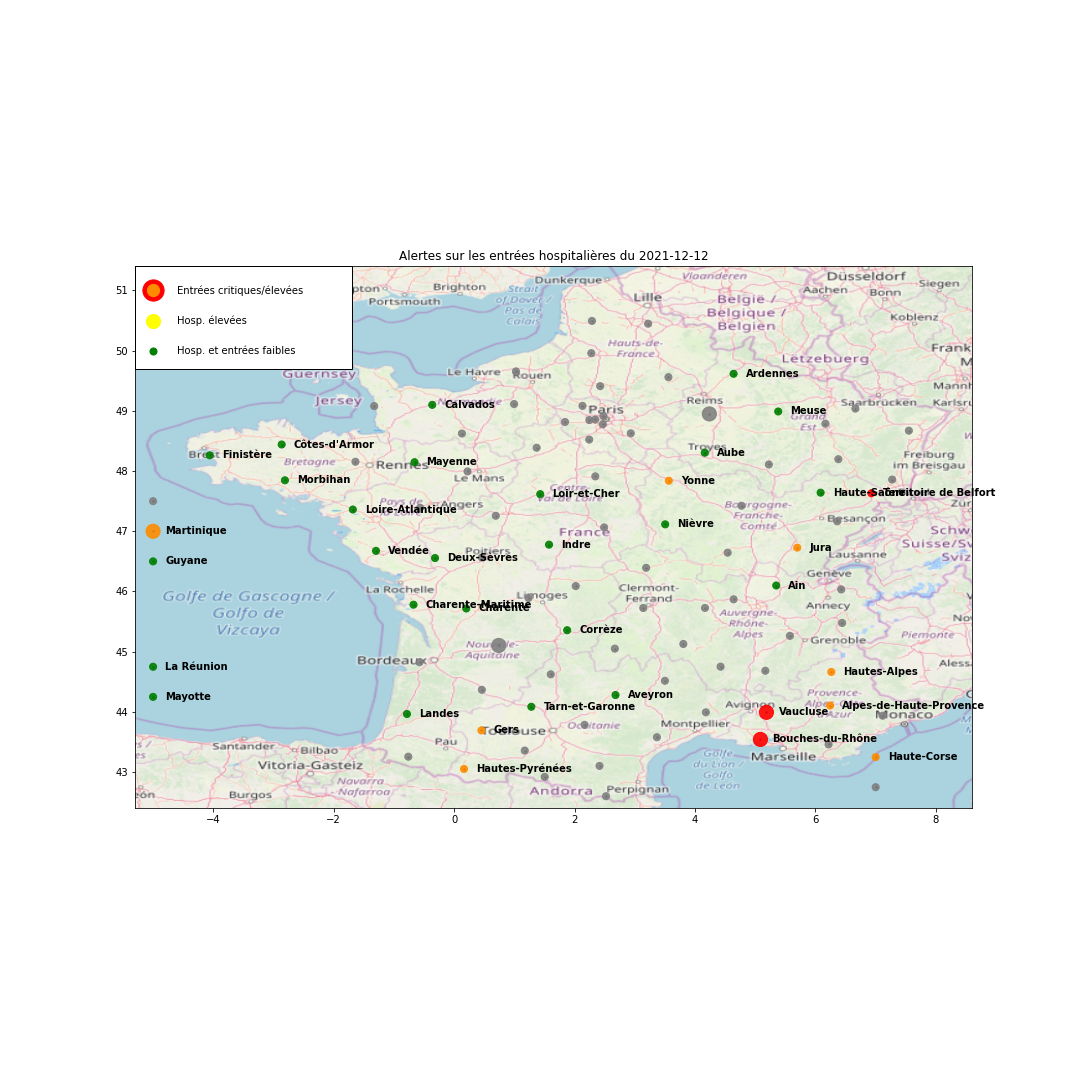 Alertes sur les entrées hospitalières du 2021-12-12
Entrées critiques/élevées
Hosp. élevées
Hosp. et entrées faibles
51
50
49
48
47
46
45
44
43
−4
−2
0
2
4
6
8
Brighton
Portsmouth
Strait
of Dover /
Pas de
Calais
Dunkerque
Lille
Vlaanderen
België /
Belgique /
Belgien
Düsseldorf
Aachen
Bonn
Siegen
Koblenz
Hauts-de-
France
Lëtzebuerg
Guernsey
Jersey
Le Havre
Rouen
Ardennes
Calvados
Paris
Reims
Meuse
Grand
Est
Saarbrücken
Côtes-d'Armor
Finistère
Brest
Bretagne
Rennes
Mayenne
Le Mans
Troyes
Aube
Freiburg
im Breisgau
Morbihan
Yonne
Loir-et-Cher
Centre-
Val de Loire
Haute-Saône
Territoire de Belfort
Pays de
la Loire
Angers
Loire-Atlantique
Bourgogne-
Franche-
Comté
Besançon
Martinique
Nièvre
France
Indre
Jura
Lausanne
Guyane
Vendée
Poitiers
Deux-Sèvres
Genève
Ain
Annecy
La Rochelle
Limoges
Clermont-
Ferrand
Golfe de Gascogne /
Golfo de
Vizcaya
Charente-Maritime
Charente
Corrèze
Auvergne-
Rhône-
Alpes
Grenoble
Piemonte
Nouvelle-
Aquitaine
Bordeaux
La Réunion
Hautes-Alpes
Mayotte
Aveyron
Tarn-et-Garonne
Landes
Avignon
Vaucluse
Provence-
Alpes-de-Haute-Provence
Monaco
Gers
Toulouse
Occitanie
Montpellier
Bouches-du-Rhône
Marseille
Haute-Corse
Santander
Bilbao
Vitoria-Gasteiz
Pau
Hautes-Pyrénées
Golfe
du Lion /
Golfo
de León
Burgos
Navarra
- Nafarroa
Andorra
Perpignan